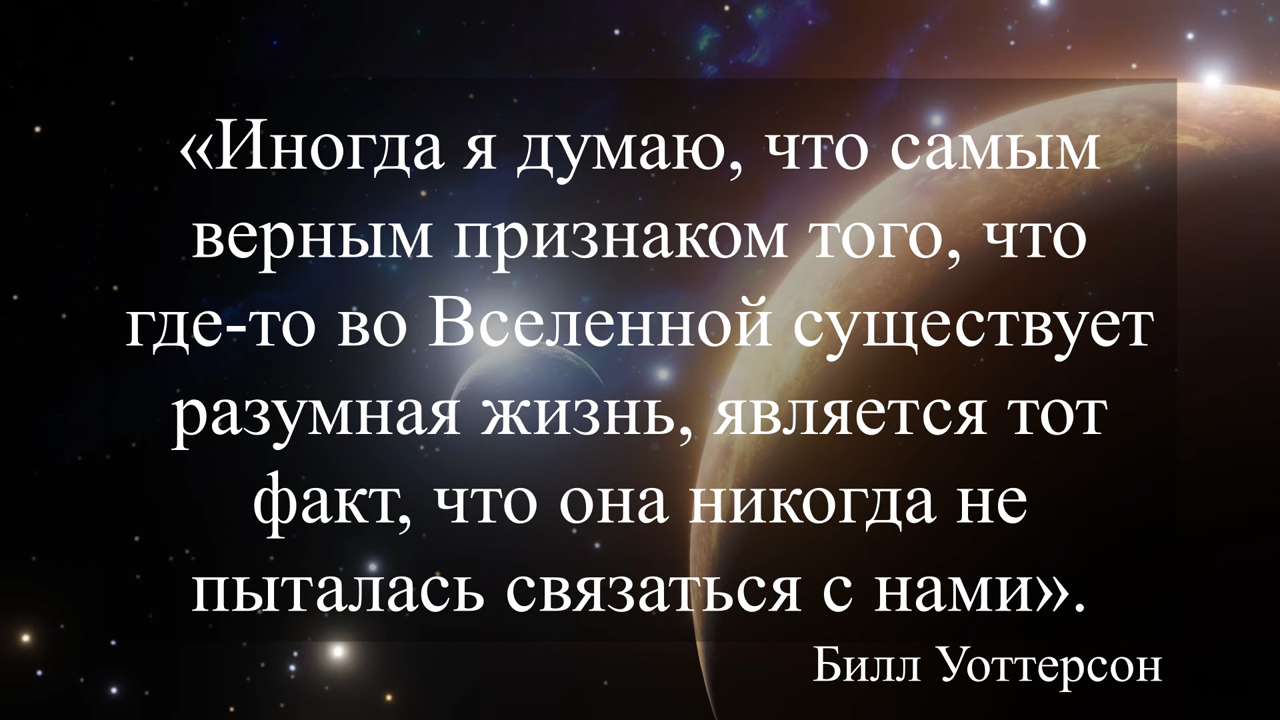 «Иногда я думаю, что самым
верным признаком того, что
где-то во Вселенной существует
разумная жизнь, является тот
факт, что она никогда не
пыталась связаться с нами».
Билл Уоттерсон